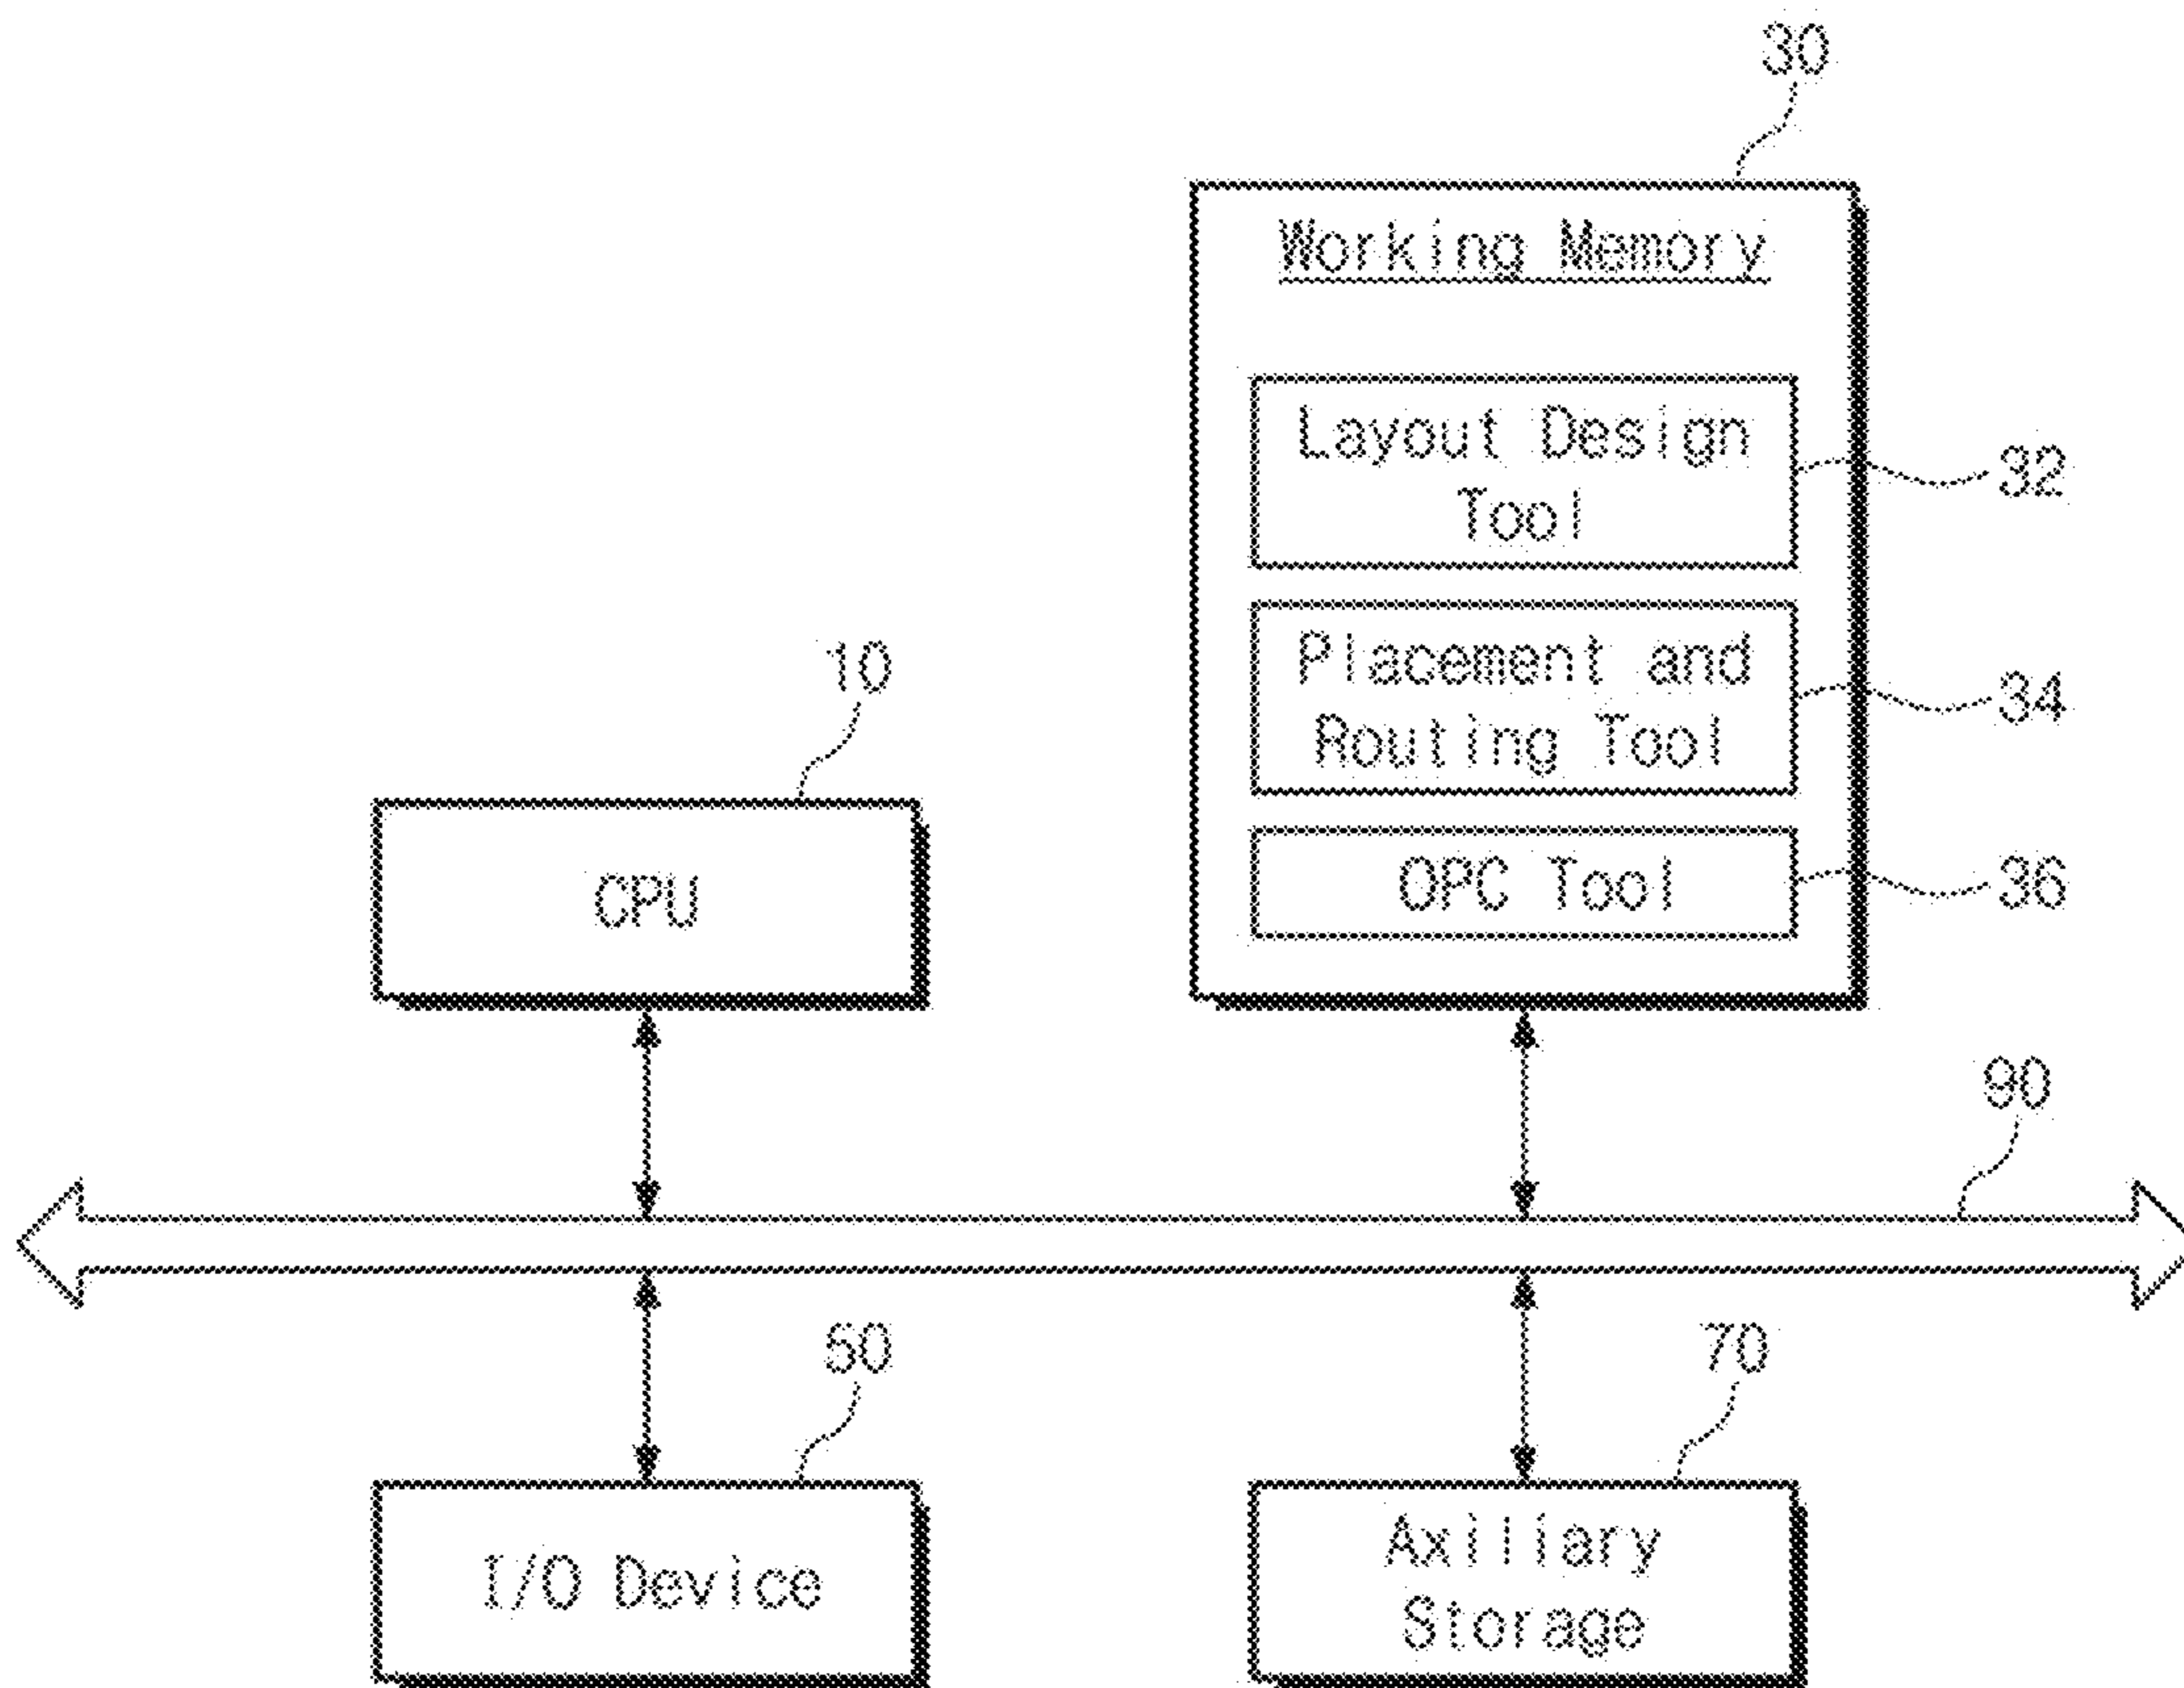 30
Working Memory
Layout Design
Tool
32
Placement and
Routing Tool
34
OPC Tool
36
10
CPU
90
50
I/O Device
70
Axiliary
Storage